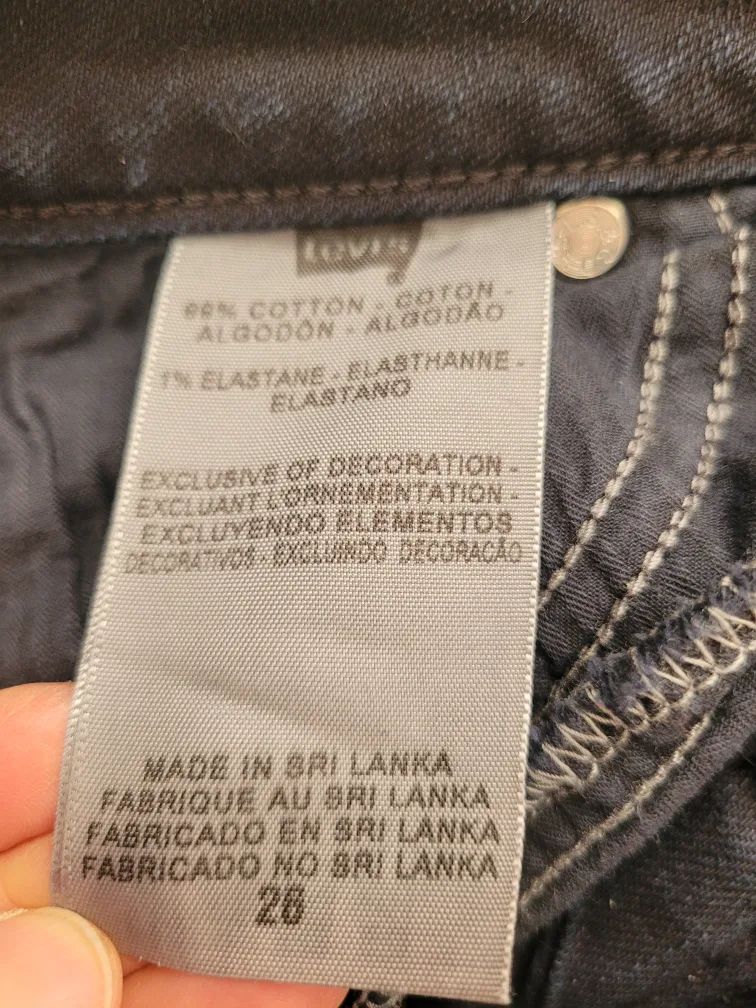 Levi's
99% COTTON - COTON -
ALGODÓN - ALGODÃO
1% ELASTANE - ELASTHANNE -
ELASTANO
EXCLUSIVE OF DECORATION -
EXCLUANT L'ORNEMENTATION -
EXCLUYENDO ELEMENTOS
DECORATIVOS - EXCLUINDO DECORAÇÃO
MADE IN SRI LANKA
FABRIQUE AU SRI LANKA
FABRICADO EN SRI LANKA
FABRICADO NO SRI LANKA